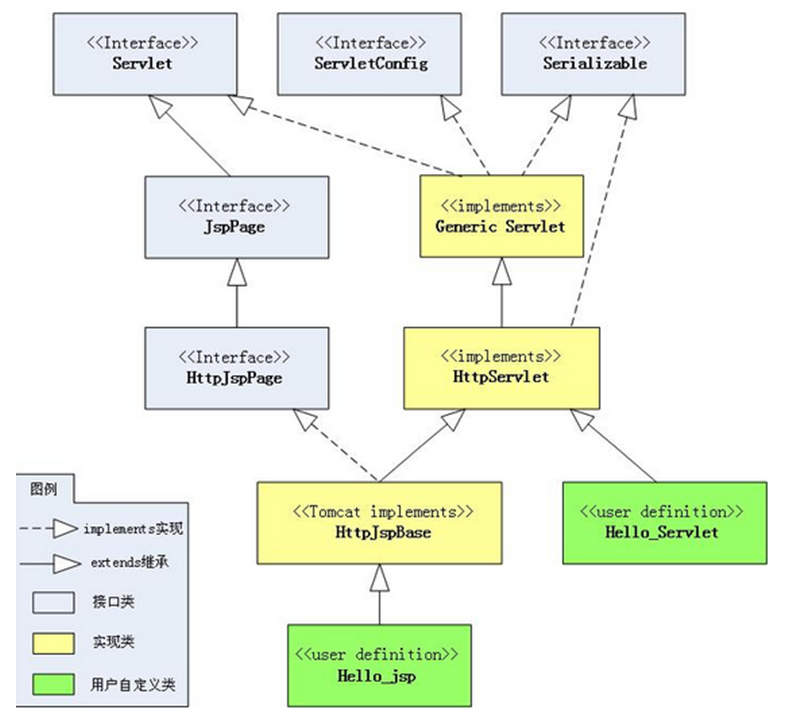 <<Interface>>
Servlet
<<Interface>>
ServletConfig
<<Interface>>
Serializable
<<Interface>>
JspPage
<<implements>>
Generic Servlet
<<Interface>>
HttpJspPage
<<implements>>
HttpServlet
<<Tomcat implements>>
HttpJspBase
<<user definition>>
Hello_Servlet
<<user definition>>
Hello_jsp
图例
implements实现
extends继承
接口类
实现类
用户自定义类